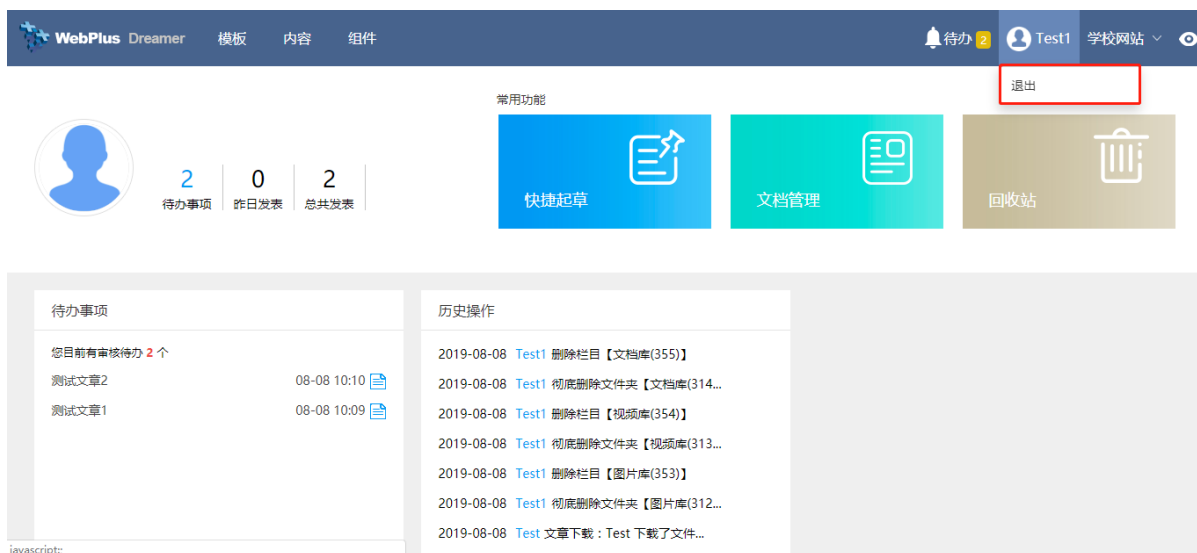 WebPlus Dreamer 模板 内容 组件 待办 2 Test1 学校网站
退出
常用功能
2 0 2
待办事项 昨日发表 总共发表
快捷起草 文档管理 回收站
待办事项
您目前有审核待办 2 个
测试文章2 08-08 10:10
测试文章1 08-08 10:09
历史操作
2019-08-08 Test1 删除栏目【文档库(355)】
2019-08-08 Test1 彻底删除文件夹【文档库(314...
2019-08-08 Test1 删除栏目【视频库(354)】
2019-08-08 Test1 彻底删除文件夹【视频库(313...
2019-08-08 Test1 删除栏目【图片库(353)】
2019-08-08 Test1 彻底删除文件夹【图片库(312...
2019-08-08 Test 文章下载：Test 下载了文件...
javascript:;